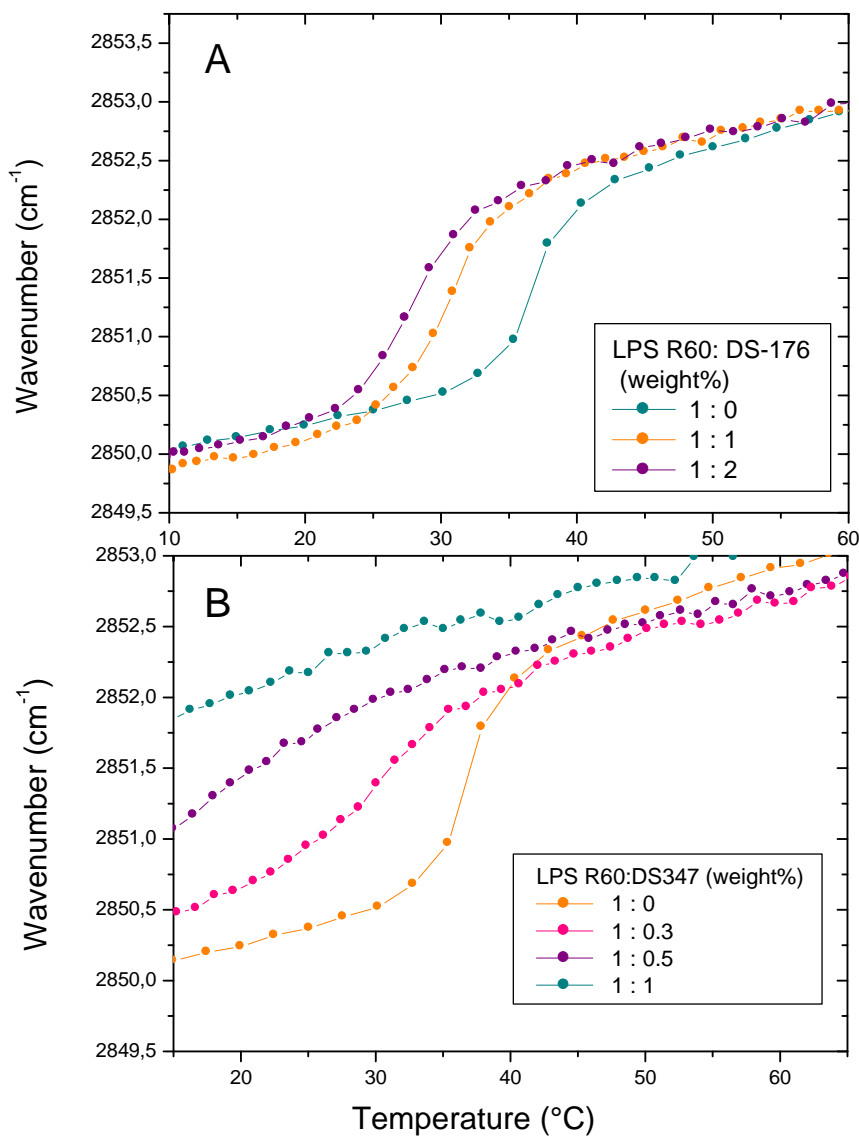 A
Wavenumber (cm-1)
2853,5
2853,0
2852,5
2852,0
2851,5
2851,0
2850,5
2850,0
2849,5
10
20
30
40
50
60
LPS R60: DS-176
(weight%)
1 : 0
1 : 1
1 : 2
B
Wavenumber (cm-1)
2853,0
2852,5
2852,0
2851,5
2851,0
2850,5
2850,0
2849,5
20
30
40
50
60
LPS R60:DS347 (weight%)
1 : 0
1 : 0.3
1 : 0.5
1 : 1
Temperature (°C)